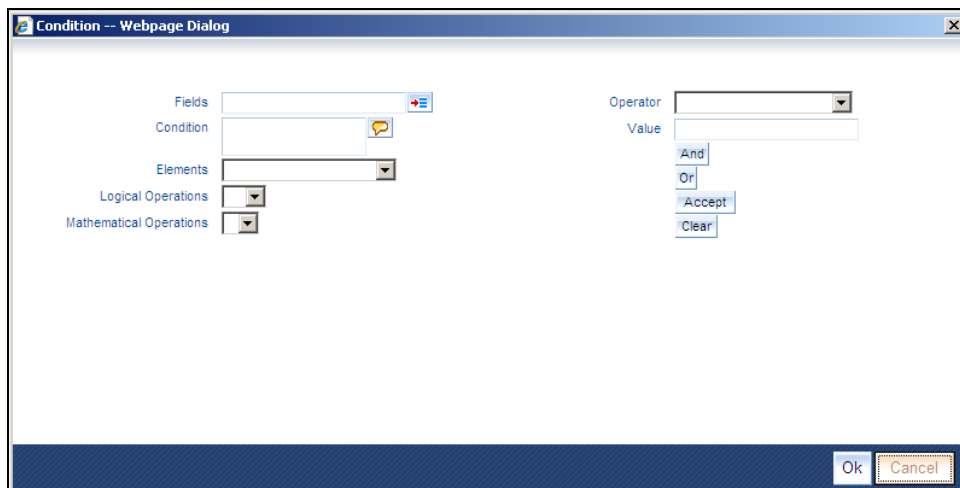 Condition -- Webpage Dialog
Fields
Operator
Condition
Value
And
Elements
Or
Logical Operations
Accept
Mathematical Operations
Clear
Ok Cancel